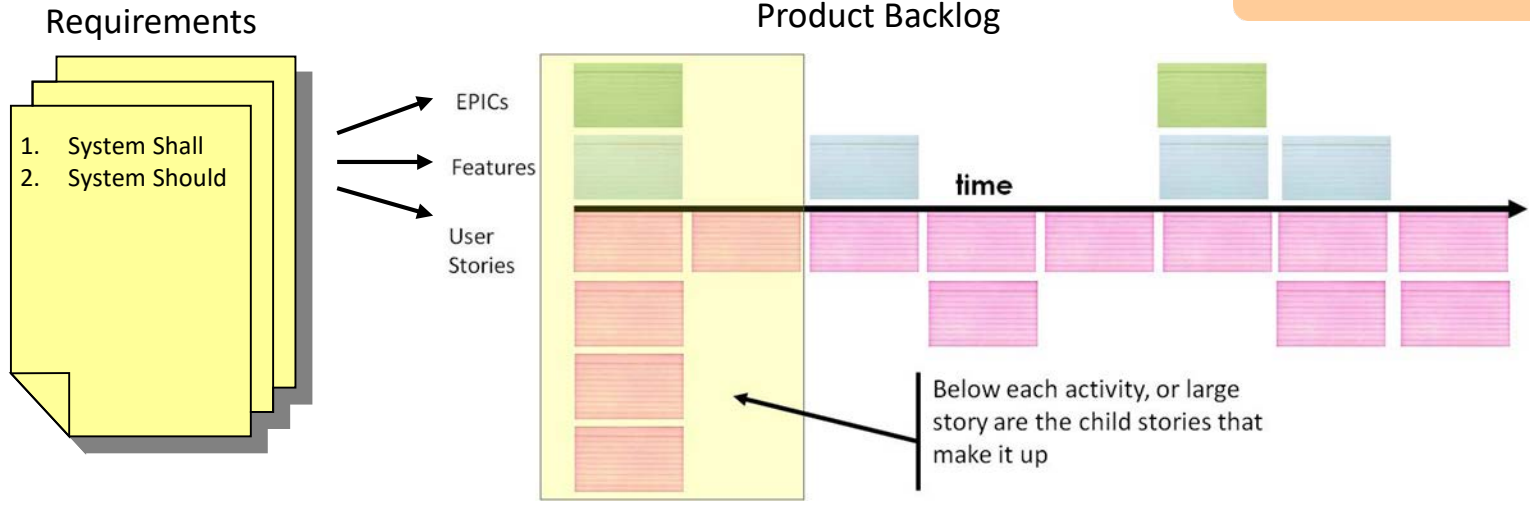 Requirements
Product Backlog
1. System Shall
2. System Should
EPICs
Features
User
Stories
time
Below each activity, or large
story are the child stories that
make it up